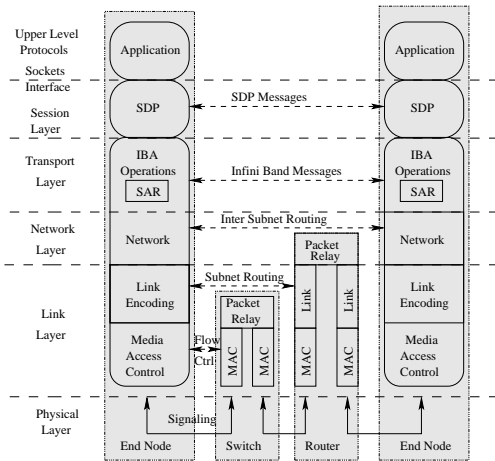 Upper Level
Protocols
Application
Application
Sockets
Interface
SDP
SDP Messages
SDP
Session
Layer
Transport
Layer
IBA
Operations
SAR
Infini Band Messages
IBA
Operations
SAR
Network
Layer
Network
Inter Subnet Routing
Network
Packet
Relay
Link
Layer
Link
Encoding
Subnet Routing
Link
Link
Link
Encoding
Packet Relay
Media
Access
Control
Flow
Ctrl
MAC
MAC
MAC
MAC
Media
Access
Control
Physical
Layer
Signaling
End Node
Switch
Router
End Node